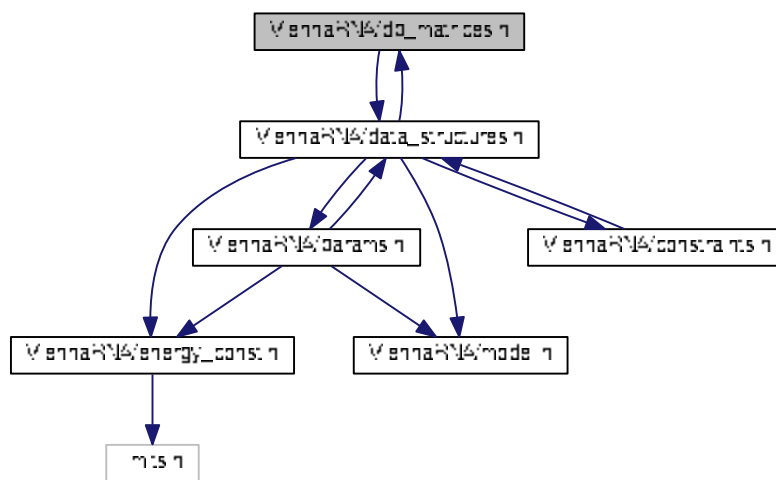 ViennaRNA/dp_matrices.h
ViennaRNA/data_structures.h
ViennaRNA/params.h
ViennaRNA/constraints.h
ViennaRNA/energy_const.h
ViennaRNA/model.h
limits.h